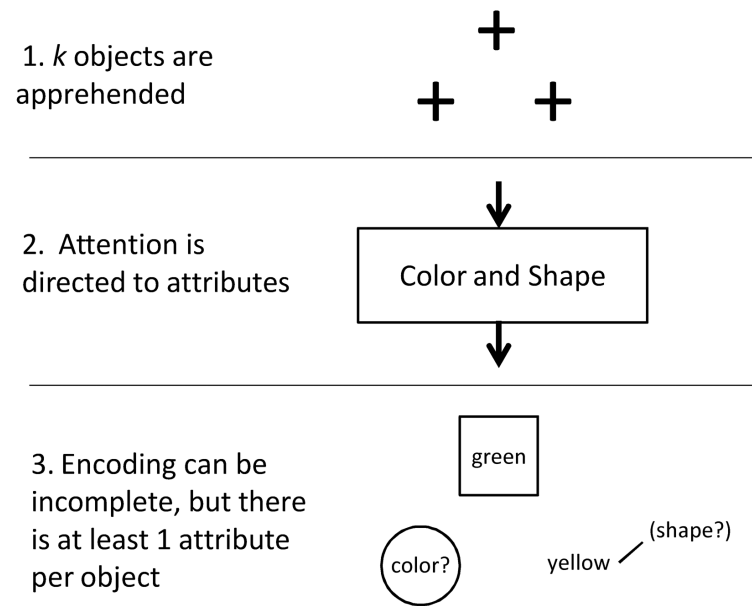 1. k objects are
apprehended
2. Attention is
directed to attributes
Color and Shape
3. Encoding can be
incomplete, but there
is at least 1 attribute
per object
green
(shape?)
color?
yellow